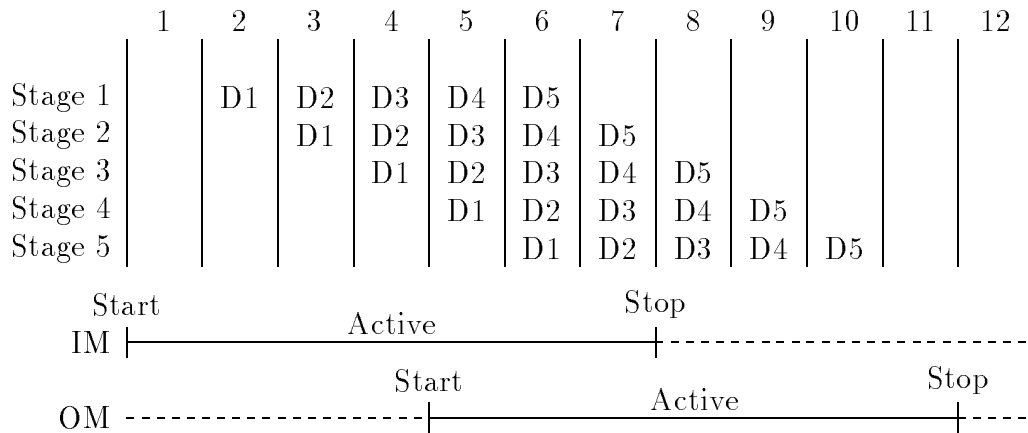 1 2 3 4 5 6 7 8 9 10 11 12
Stage 1 D1 D2 D3 D4 D5
Stage 2 D1 D2 D3 D4 D5
Stage 3 D1 D2 D3 D4 D5
Stage 4 D1 D2 D3 D4 D5
Stage 5 D1 D2 D3 D4 D5
Start Stop
Active
IM
Start Stop
Active
OM